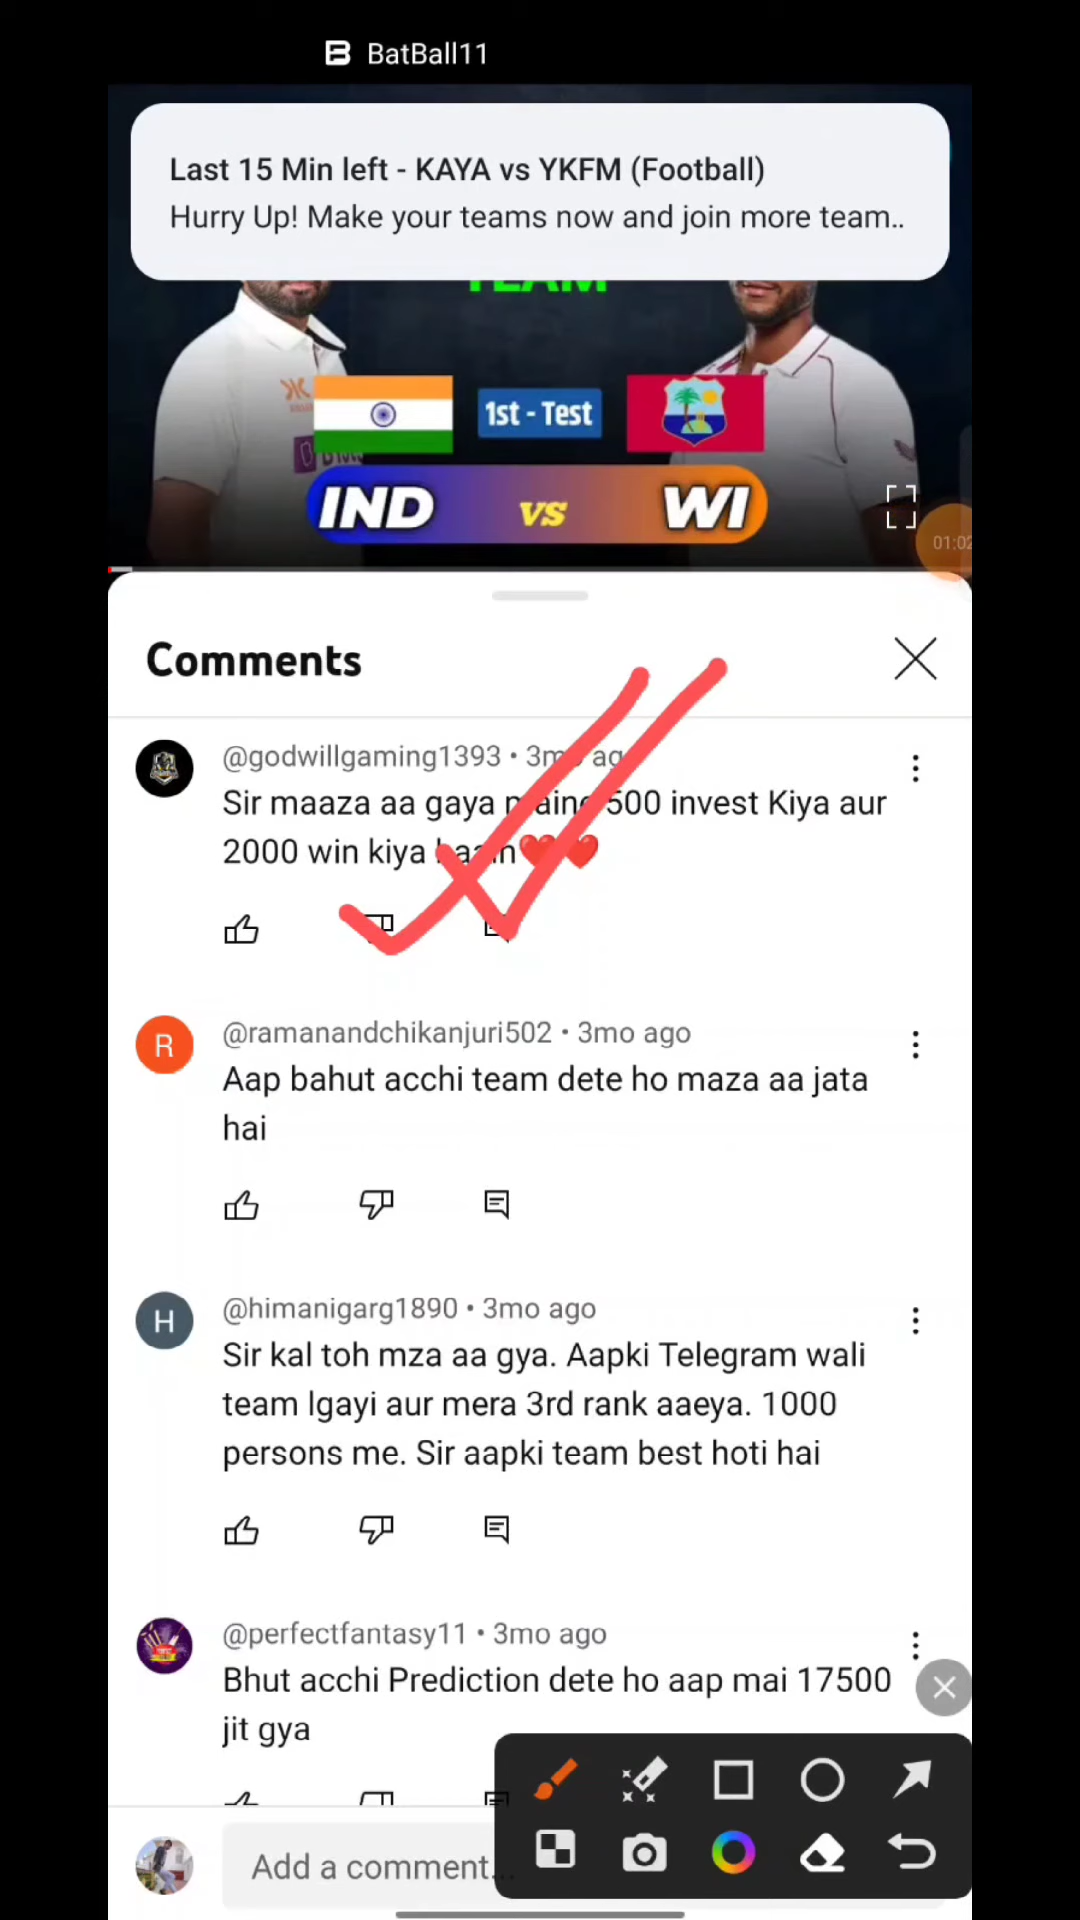 BatBall11
Last 15 Min left - KAYA vs YKFM (Football)
Hurry Up! Make your teams now and join more team..
TEAM
1st - Test
IND vs WI
01:02
Comments
@godwillgaming1393 • 3mo ago
Sir maaza aa gaya maine 500 invest Kiya aur
2000 win kiya haain❤️❤️
@ramanandchikanjuri502 • 3mo ago
Aap bahut acchi team dete ho maza aa jata
hai
R
@himanigarg1890 • 3mo ago
Sir kal toh mza aa gya. Aapki Telegram wali
team lgayi aur mera 3rd rank aaeya. 1000
persons me. Sir aapki team best hoti hai
H
@perfectfantasy11 • 3mo ago
Bhut acchi Prediction dete ho aap mai 17500
jit gya
Add a comment...